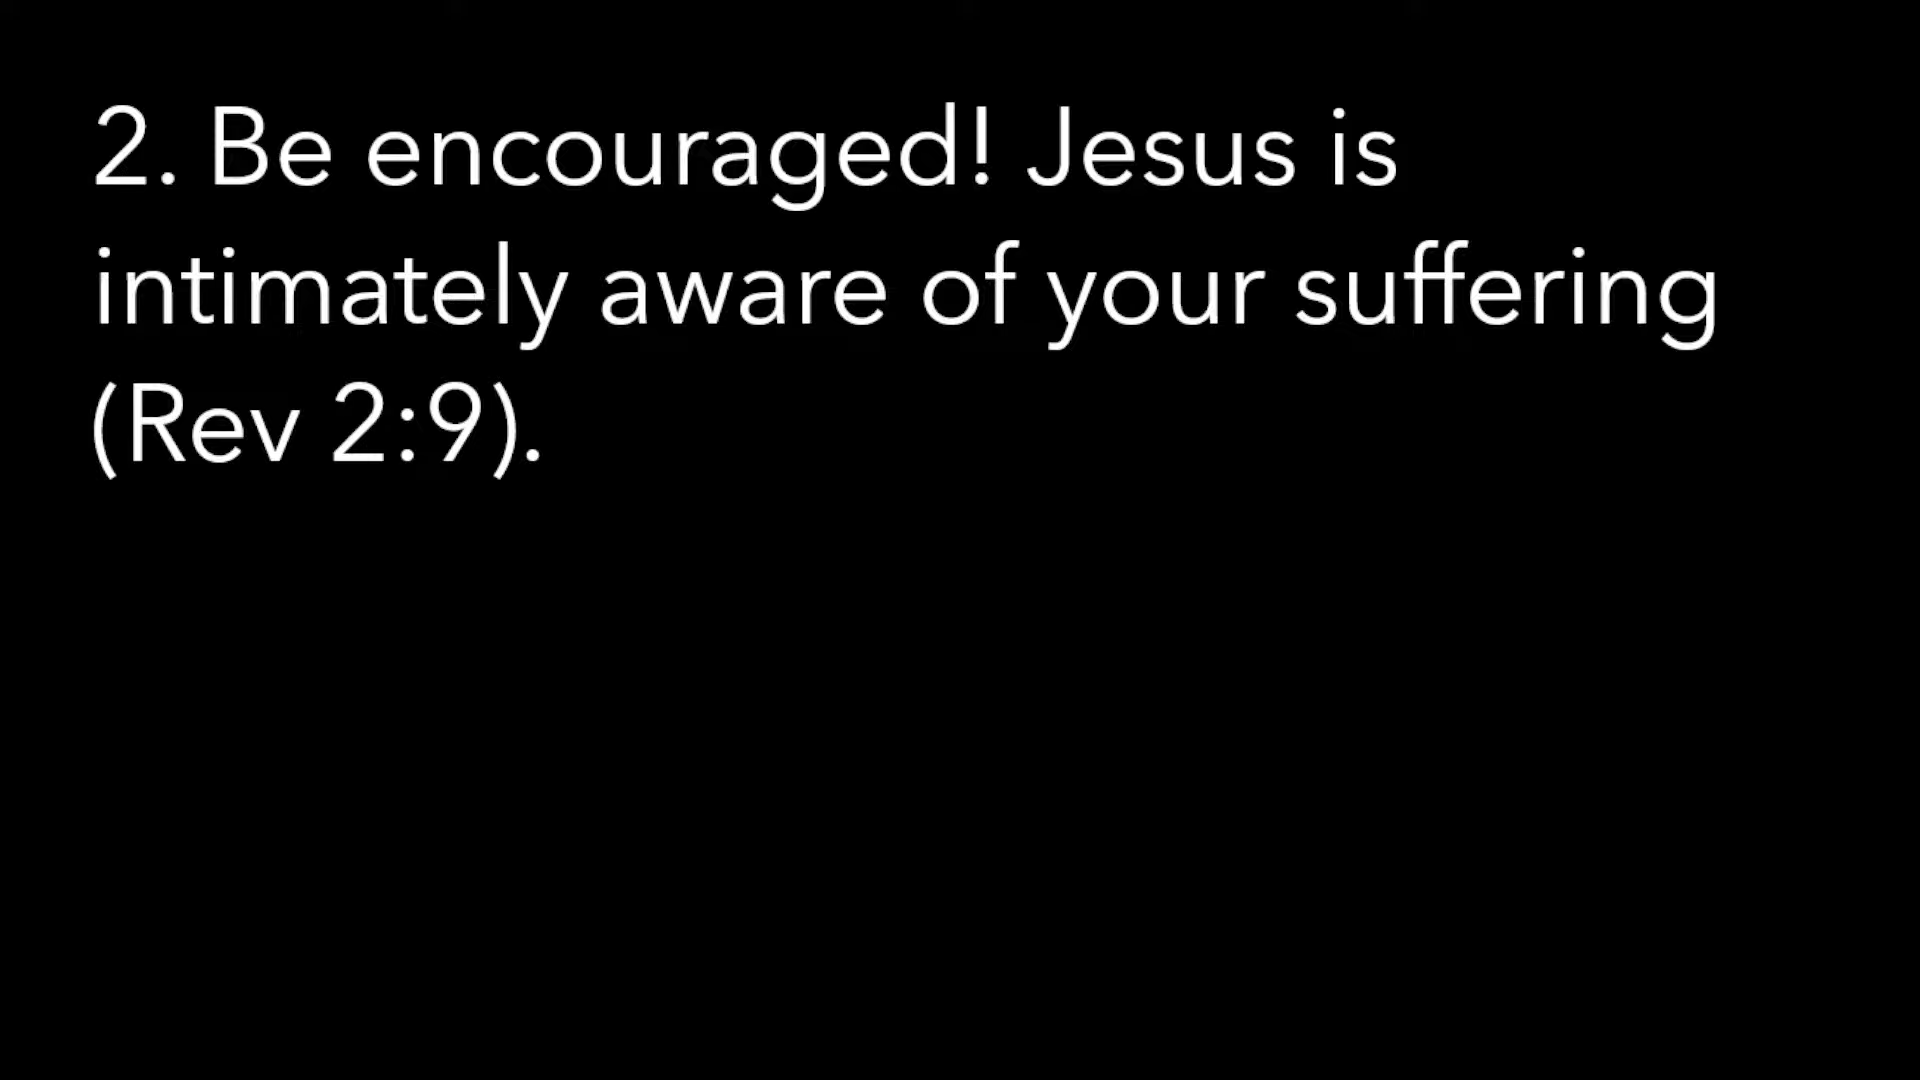 2. Be encouraged! Jesus is
intimately aware of your suffering
(Rev 2:9).